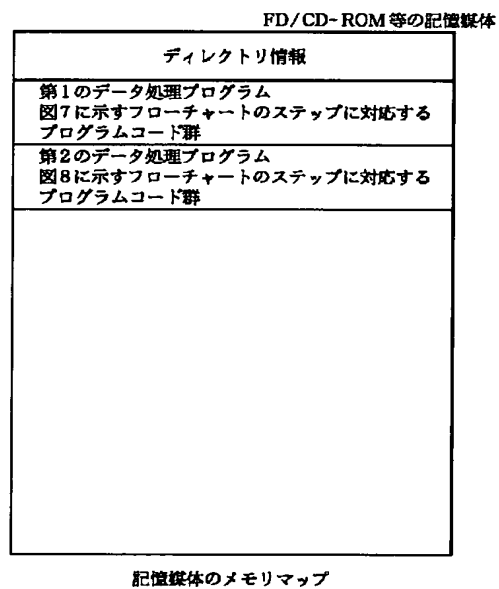 FD/CD-ROM等の記憶媒体
ディレクトリ情報
第1のデータ処理プログラム
図7に示すフローチャートのステップに対応する
プログラムコード群
第2のデータ処理プログラム
図8に示すフローチャートのステップに対応する
プログラムコード群
記憶媒体のメモリマップ